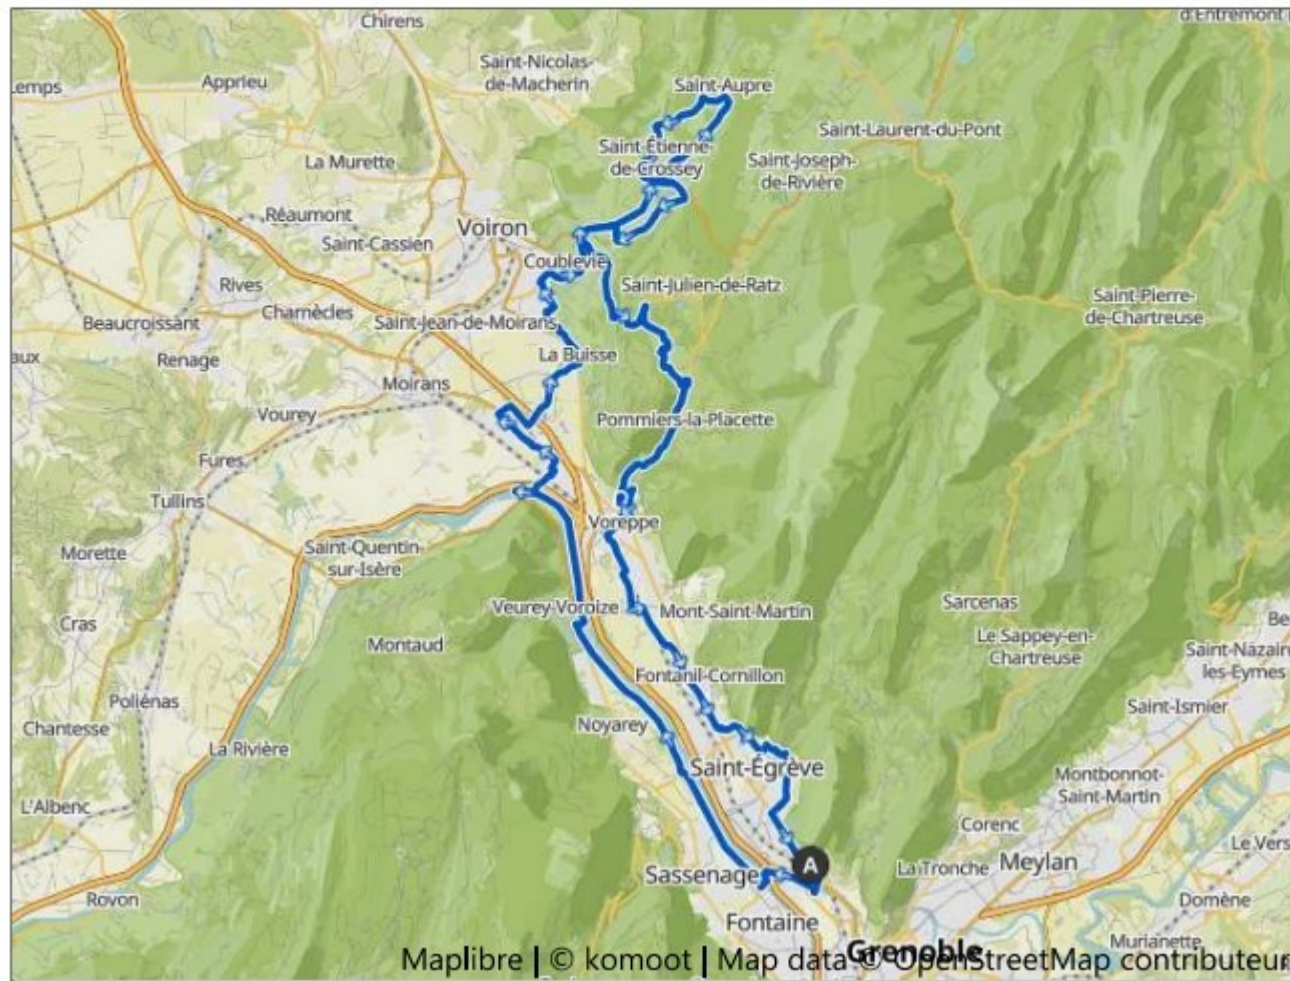 d'Entremont
Chirens
Saint-Nicolas-
de-Macherin
Apprieu
Lemps
Saint-Aupre
Saint-Laurent-du-Pont
Saint-Étienne-
de-Crossey
Saint-Joseph-
de-Rivière
La Murette
Réaumont
Voiron
Saint-Cassien
Coublevie
Rives
Saint-Julien-de-Ratz
Saint-Pierre-
de-Chartreuse
Charnècles
Beaucroissant
Saint-Jean-de-Moirans
aux
Renage
La Buisse
Moirans
Vourey
Pommiers-la-Placette
Fures
Tullins
Voreppe
Morette
Saint-Quentin-
sur-Isère
Veurey-Voroize
Mont-Saint-Martin
Sarcenas
Cras
Be
Montaud
Le Sappey-en-
Chartreuse
Saint-Nazaire-
les-Eymes
Fontanil-Cornillon
Poliénas
Saint-Ismier
Chantesse
Noyarey
La Rivière
Saint-Égrève
Montbonnot-
Saint-Martin
L'Albenc
Corenc
Le Vers
A
La Tronche
Meylan
Sassenage
Rovon
Domène
Fontaine
Murianette
Grenoble
Maplibre | © komoot | Map data © OpenStreetMap contributeur